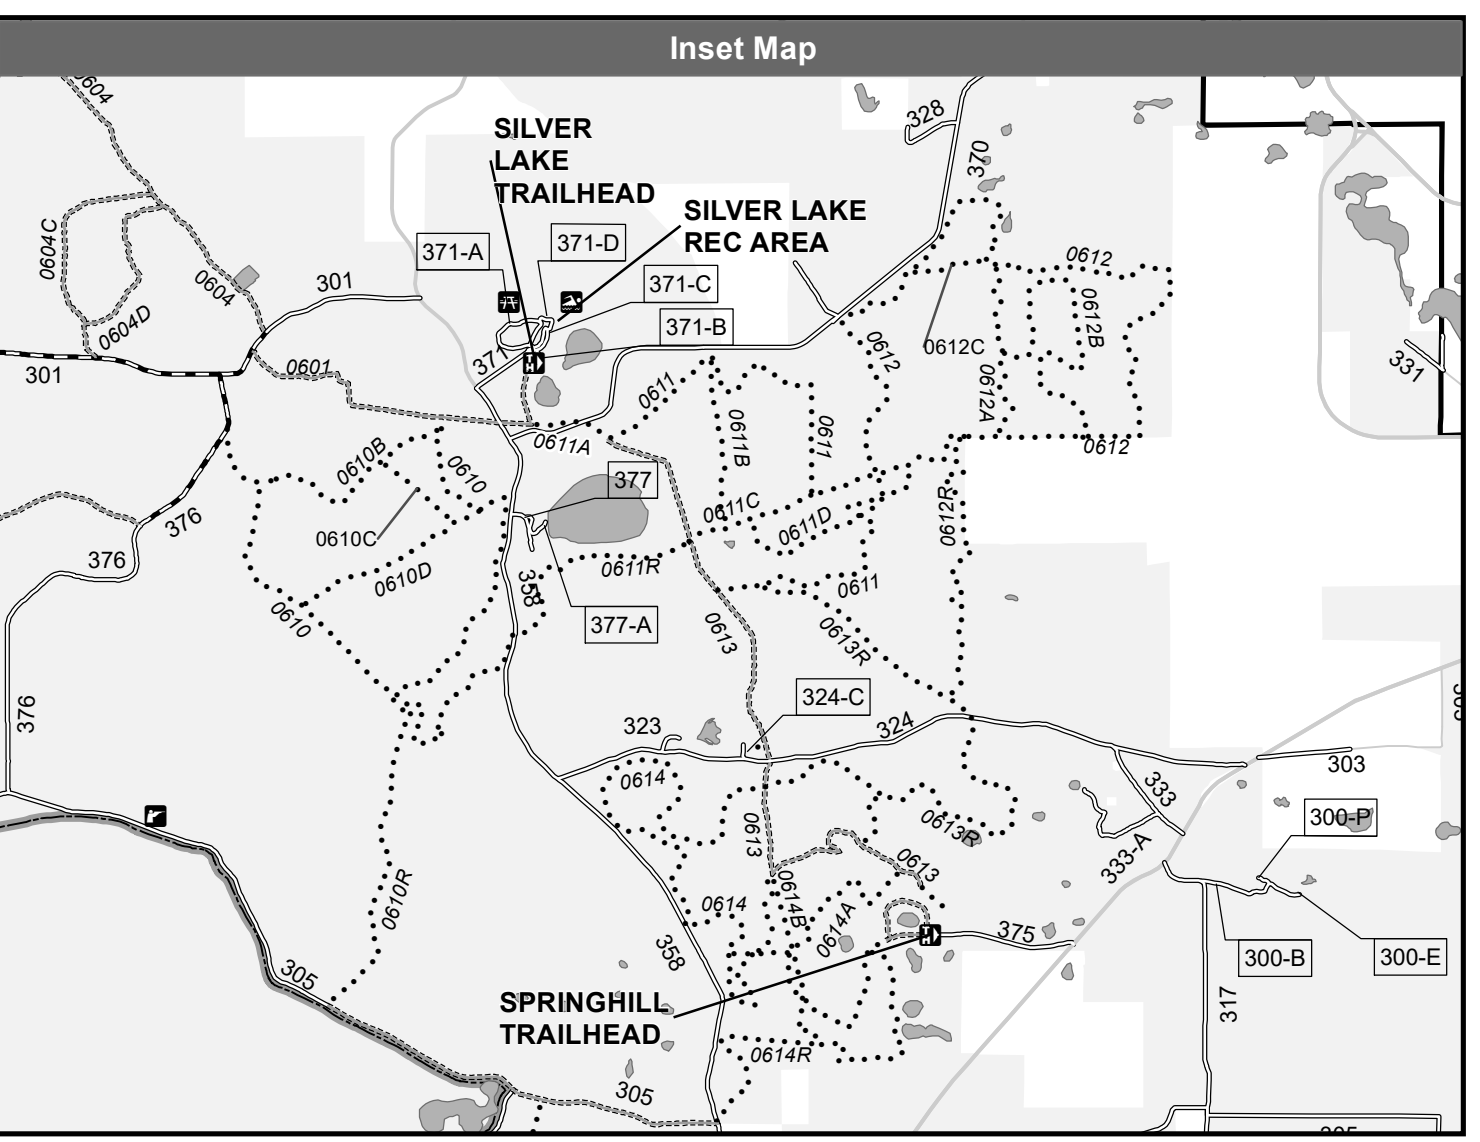 Inset Map
0604
SILVER
LAKE
TRAILHEAD
328
370
SILVER LAKE
REC AREA
371-A
371-D
0604C
0604
301
371-C
0612
0604D
371-B
0612B
0612
0612C
301
0601
371
331
0611
0612A
0611A
0611B
0611
0612
0610B
0610
377
376
0610C
0611C
0611D
0612R
376
0610D
0611R
358
0611
0610
377-A
0613
0613R
376
324-C
323
324
303
0614
333
300-P
0613
0613R
333-A
0613
0610R
0614
0614B
0614A
375
358
300-B
300-E
305
SPRINGHILL
TRAILHEAD
317
0614R
305
TH
TH